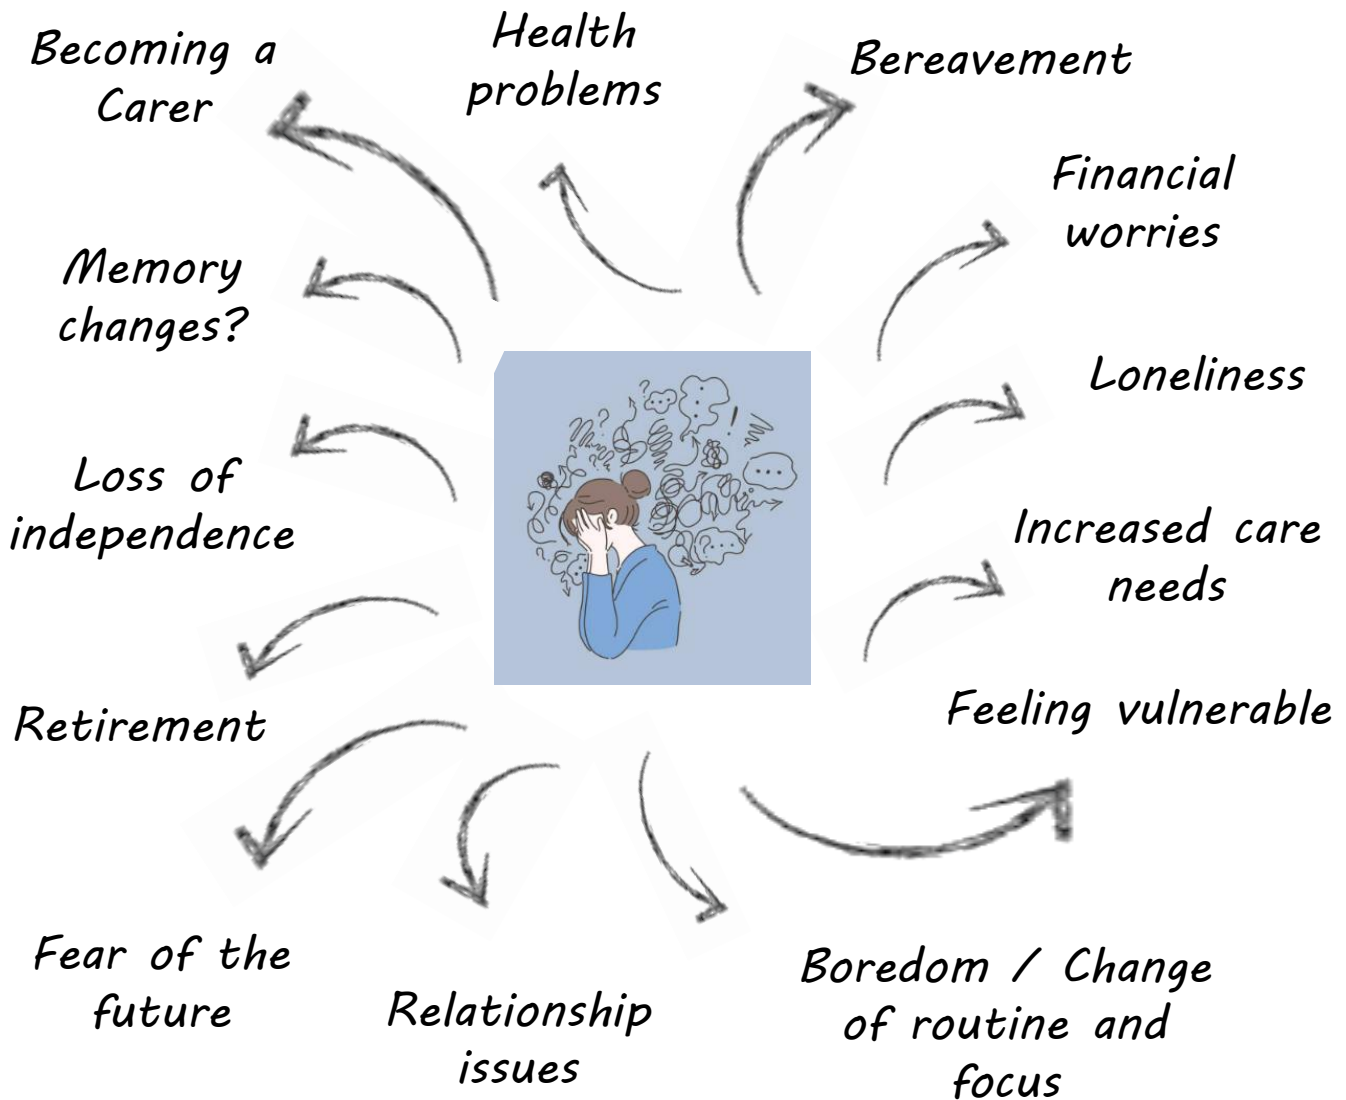 Becoming a
Carer
Health
problems
Bereavement
Financial
worries
Memory
changes?
Loneliness
Loss of
independence
Increased care
needs
Retirement
Feeling vulnerable
Fear of the
future
Relationship
issues
Boredom / Change
of routine and
focus